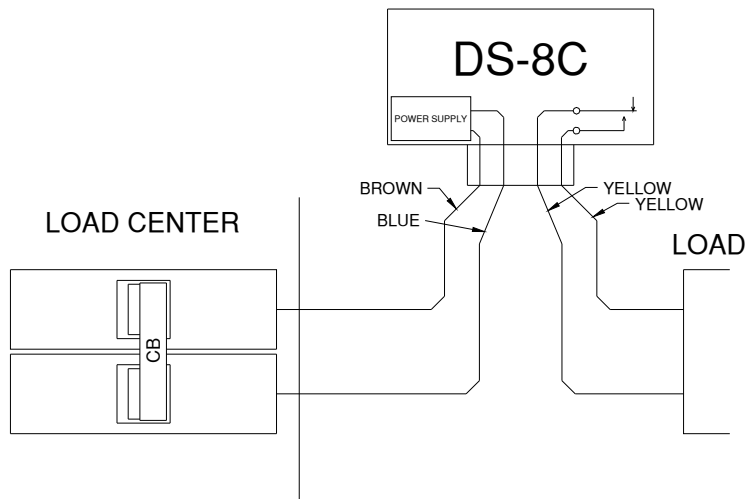 DS-8C
POWER SUPPLY
BROWN
YELLOW
YELLOW
BLUE
LOAD CENTER
LOAD
CB